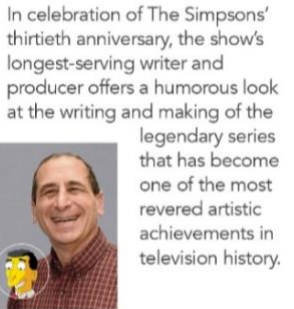 In celebration of The Simpsons'
thirtieth anniversary, the show's
longest-serving writer and
producer offers a humorous look
at the writing and making of the
legendary series
that has become
one of the most
revered artistic
achievements in
television history.